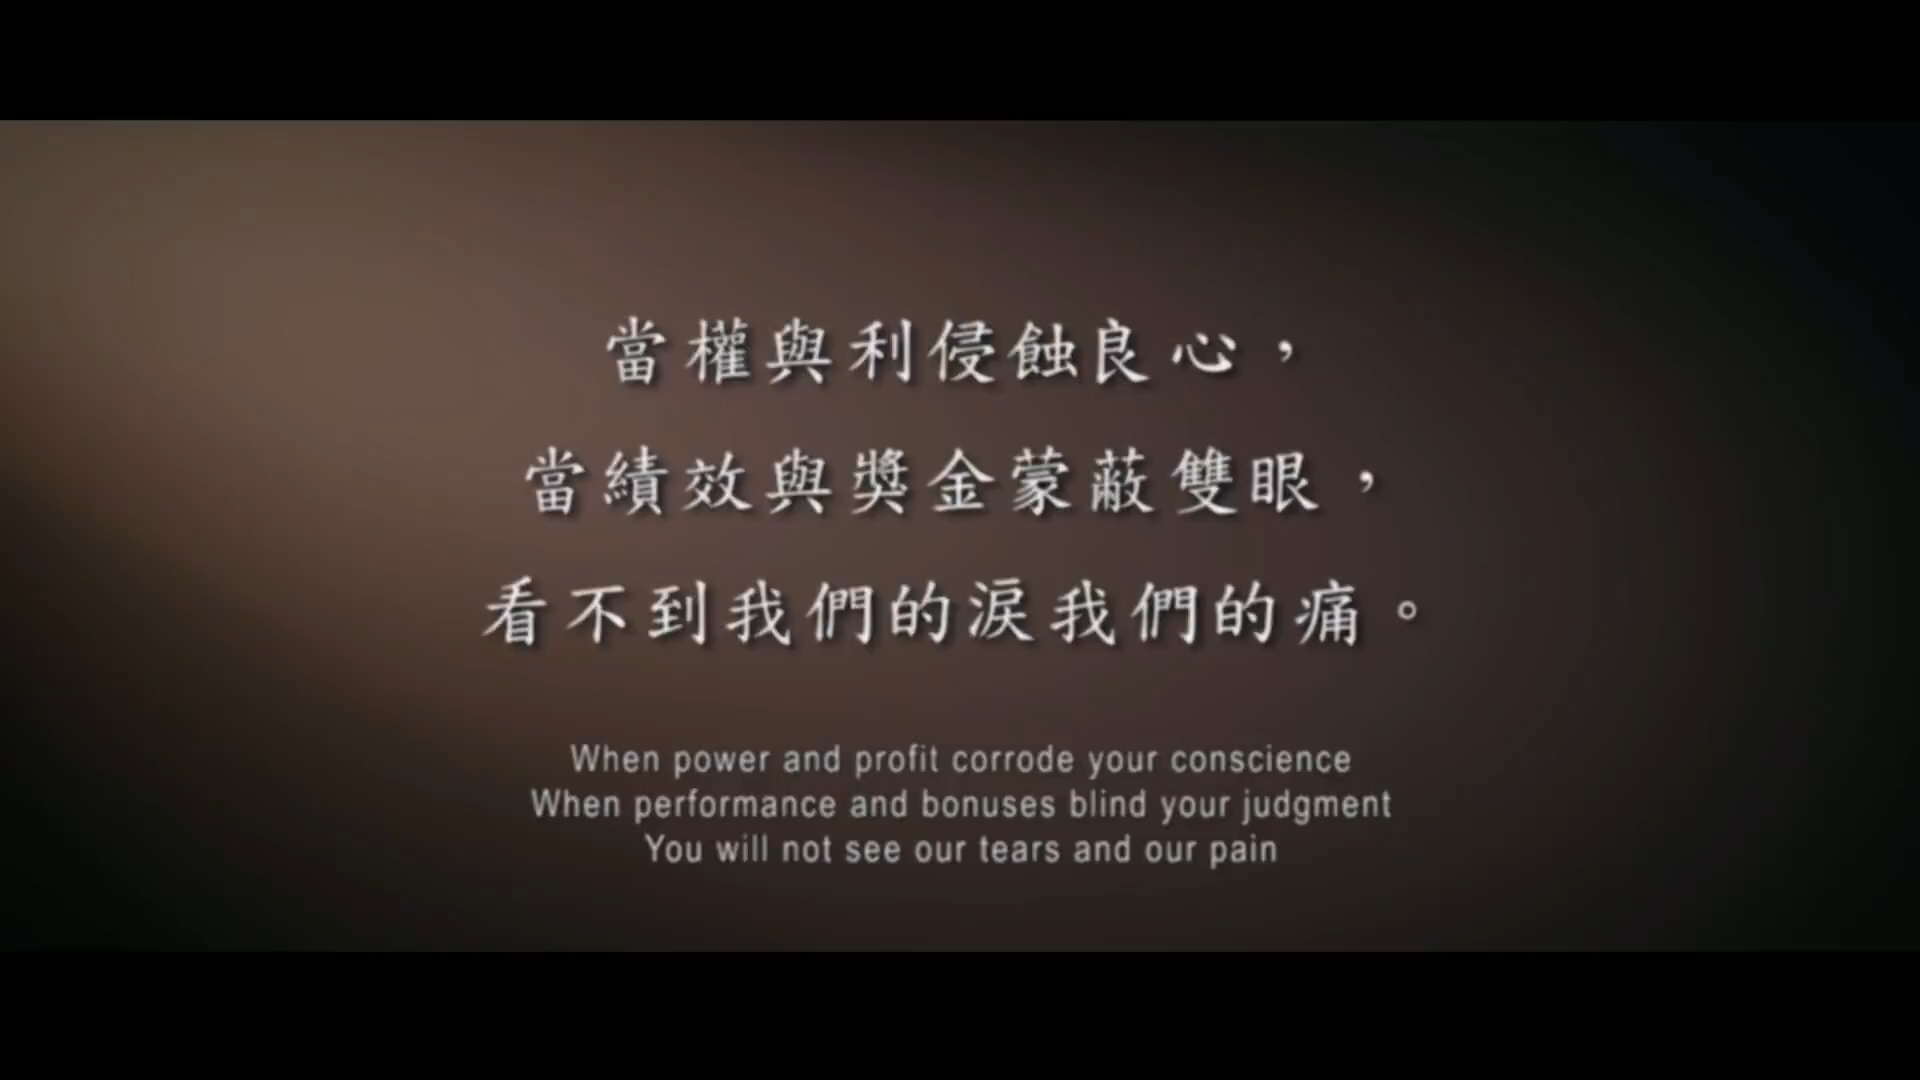 當權與利侵蝕良心，
當績效與獎金蒙蔽雙眼，
看不到我們的淚我們的痛。
When power and profit corrode your conscience
When performance and bonuses blind your judgment
You will not see our tears and our pain